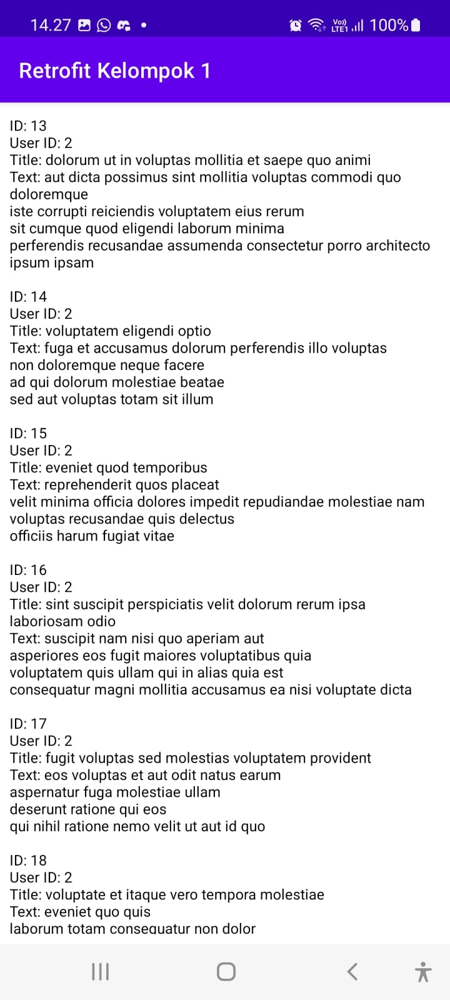 14.27
Vo)) LTE1
100%
Retrofit Kelompok 1
ID: 13
User ID: 2
Title: dolorum ut in voluptas mollitia et saepe quo animi
Text: aut dicta possimus sint mollitia voluptas commodi quo
doloremque
iste corrupti reiciendis voluptatem eius rerum
sit cumque quod eligendi laborum minima
perferendis recusandae assumenda consectetur porro architecto
ipsum ipsam
ID: 14
User ID: 2
Title: voluptatem eligendi optio
Text: fuga et accusamus dolorum perferendis illo voluptas
non doloremque neque facere
ad qui dolorum molestiae beatae
sed aut voluptas totam sit illum
ID: 15
User ID: 2
Title: eveniet quod temporibus
Text: reprehenderit quos placeat
velit minima officia dolores impedit repudiandae molestiae nam
voluptas recusandae quis delectus
officiis harum fugiat vitae
ID: 16
User ID: 2
Title: sint suscipit perspiciatis velit dolorum rerum ipsa
laboriosam odio
Text: suscipit nam nisi quo aperiam aut
asperiores eos fugit maiores voluptatibus quia
voluptatem quis ullam qui in alias quia est
consequatur magni mollitia accusamus ea nisi voluptate dicta
ID: 17
User ID: 2
Title: fugit voluptas sed molestias voluptatem provident
Text: eos voluptas et aut odit natus earum
aspernatur fuga molestiae ullam
deserunt ratione qui eos
qui nihil ratione nemo velit ut aut id quo
ID: 18
User ID: 2
Title: voluptate et itaque vero tempora molestiae
Text: eveniet quo quis
laborum totam consequatur non dolor